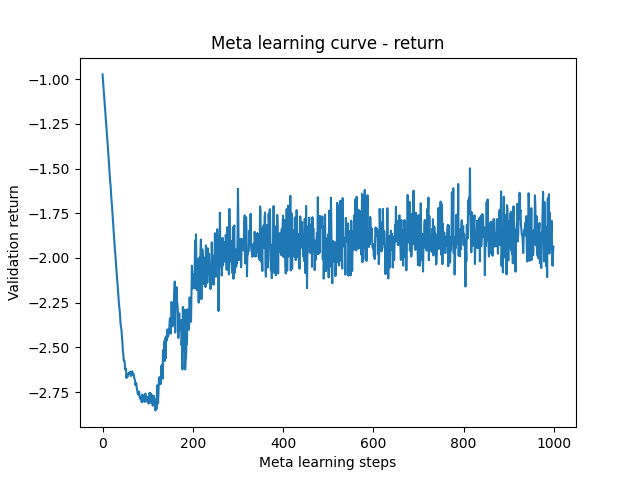 Meta learning curve - return
Validation return
−1.00
−1.25
−1.50
−1.75
−2.00
−2.25
−2.50
−2.75
0 200 400 600 800 1000
Meta learning steps